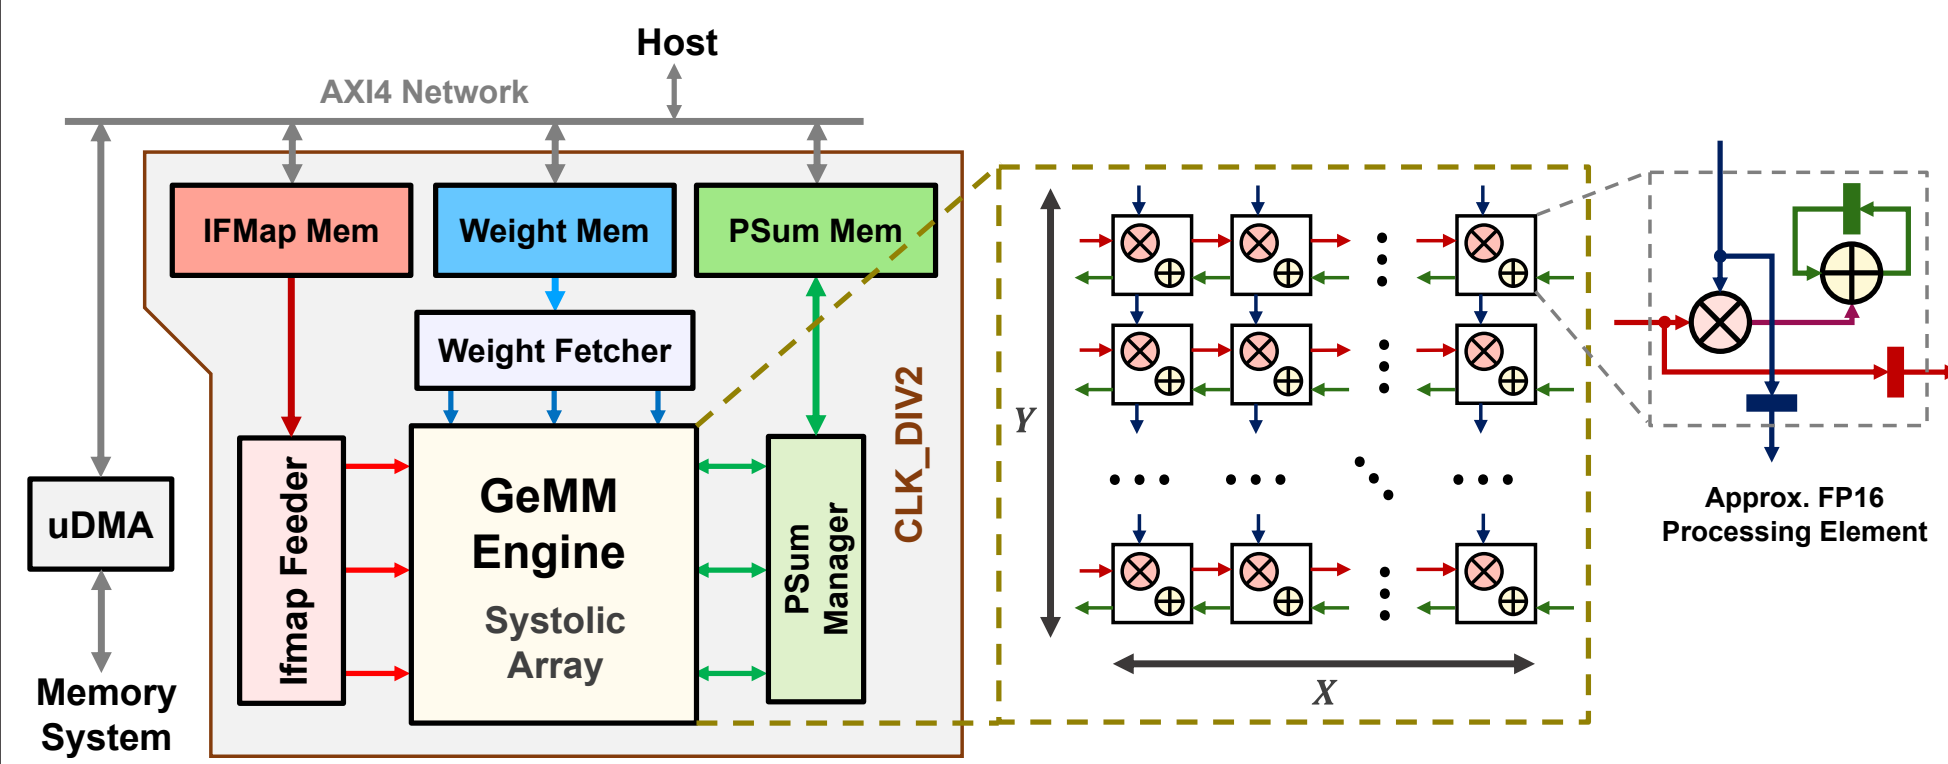 Host
AXI4 Network
IFMap Mem
Weight Mem
PSum Mem
Weight Fetcher
CLK_DIV2
Ifmap Feeder
GeMM
Engine
Systolic
Array
PSum
Manager
uDMA
Memory
System
Y
X
Approx. FP16
Processing Element